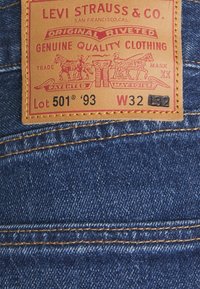 LEVI STRAUSS & CO.
SAN FRANCISCO, CAL.
ORIGINAL RIVETED
GENUINE QUALITY CLOTHING
TRADE MARK
XX
PATENTED MAY 20 1873
Lot 501® '93 W32